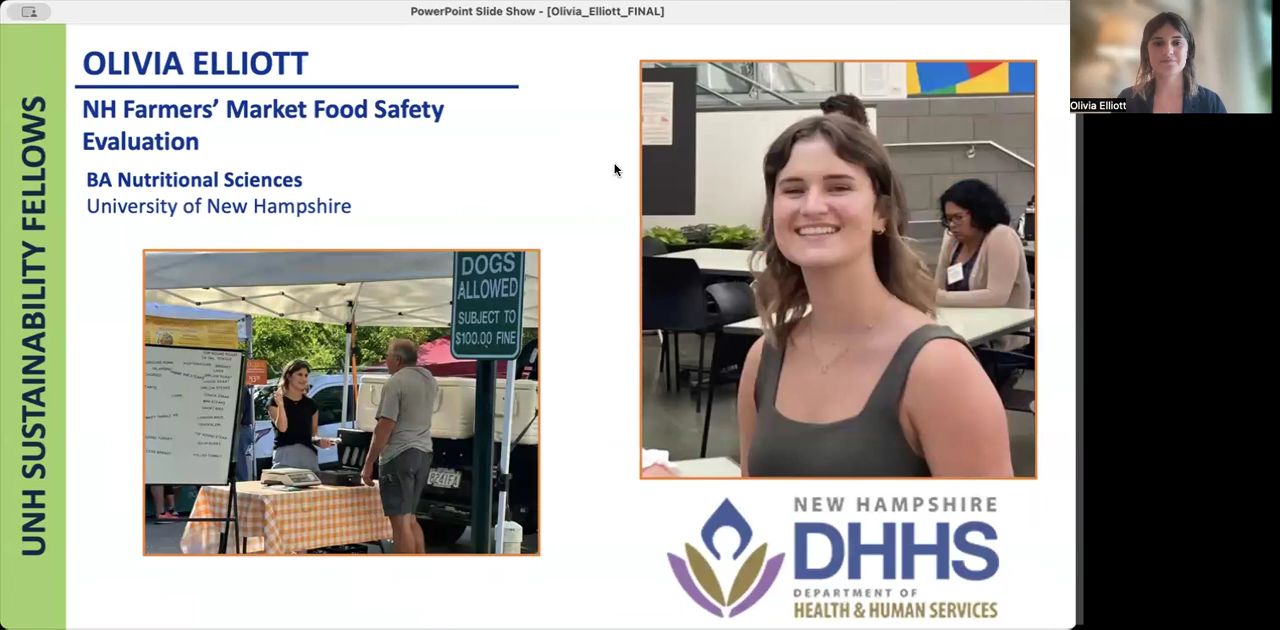 PowerPoint Slide Show - [Olivia_Elliott_FINAL]
UNH SUSTAINABILITY FELLOWS
OLIVIA ELLIOTT
NH Farmers’ Market Food Safety
Evaluation
BA Nutritional Sciences
University of New Hampshire
DOGS
ALLOWED
SUBJECT TO
$100.00 FINE
NEW HAMPSHIRE
DHHS
DEPARTMENT OF
HEALTH & HUMAN SERVICES
Olivia Elliott